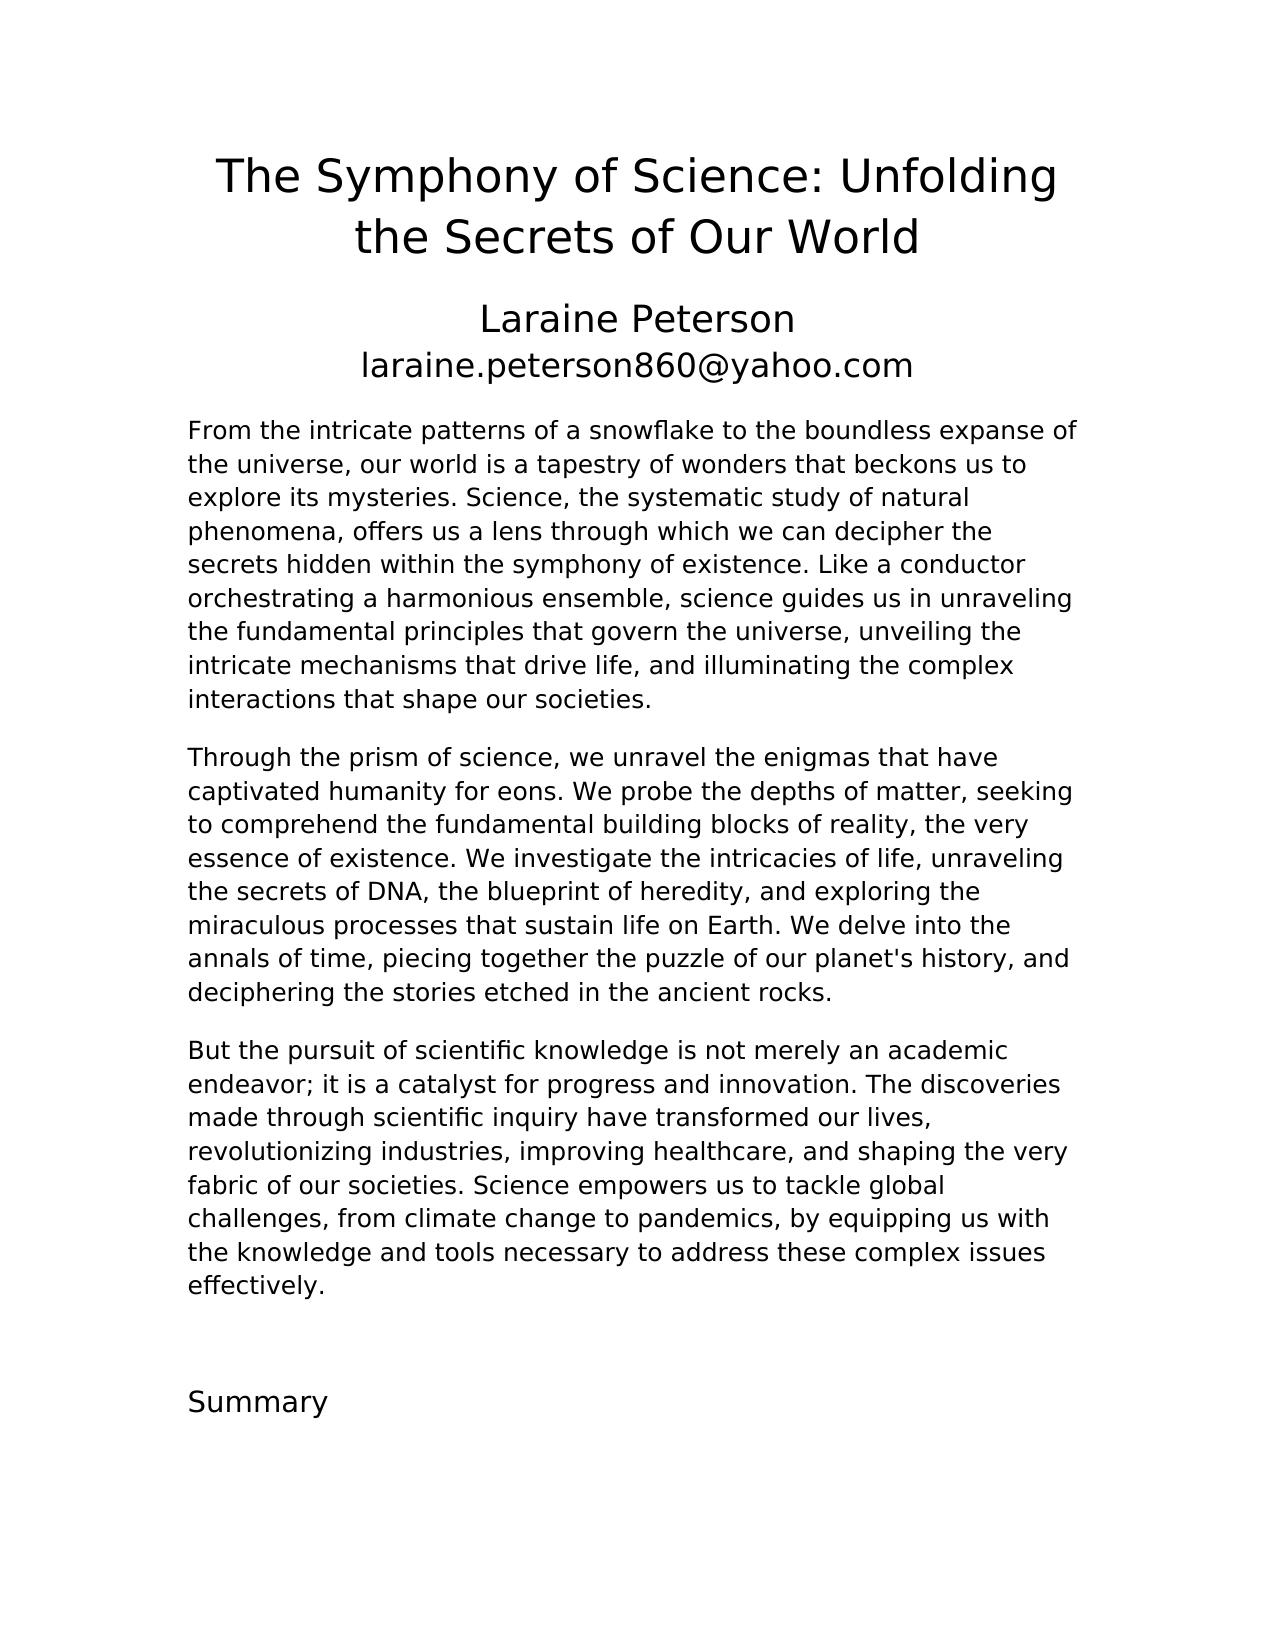 The Symphony of Science: Unfolding
the Secrets of Our World
Laraine Peterson
laraine.peterson860@yahoo.com
From the intricate patterns of a snowflake to the boundless expanse of
the universe, our world is a tapestry of wonders that beckons us to
explore its mysteries. Science, the systematic study of natural
phenomena, offers us a lens through which we can decipher the
secrets hidden within the symphony of existence. Like a conductor
orchestrating a harmonious ensemble, science guides us in unraveling
the fundamental principles that govern the universe, unveiling the
intricate mechanisms that drive life, and illuminating the complex
interactions that shape our societies.
Through the prism of science, we unravel the enigmas that have
captivated humanity for eons. We probe the depths of matter, seeking
to comprehend the fundamental building blocks of reality, the very
essence of existence. We investigate the intricacies of life, unraveling
the secrets of DNA, the blueprint of heredity, and exploring the
miraculous processes that sustain life on Earth. We delve into the
annals of time, piecing together the puzzle of our planet's history, and
deciphering the stories etched in the ancient rocks.
But the pursuit of scientific knowledge is not merely an academic
endeavor; it is a catalyst for progress and innovation. The discoveries
made through scientific inquiry have transformed our lives,
revolutionizing industries, improving healthcare, and shaping the very
fabric of our societies. Science empowers us to tackle global
challenges, from climate change to pandemics, by equipping us with
the knowledge and tools necessary to address these complex issues
effectively.
Summary